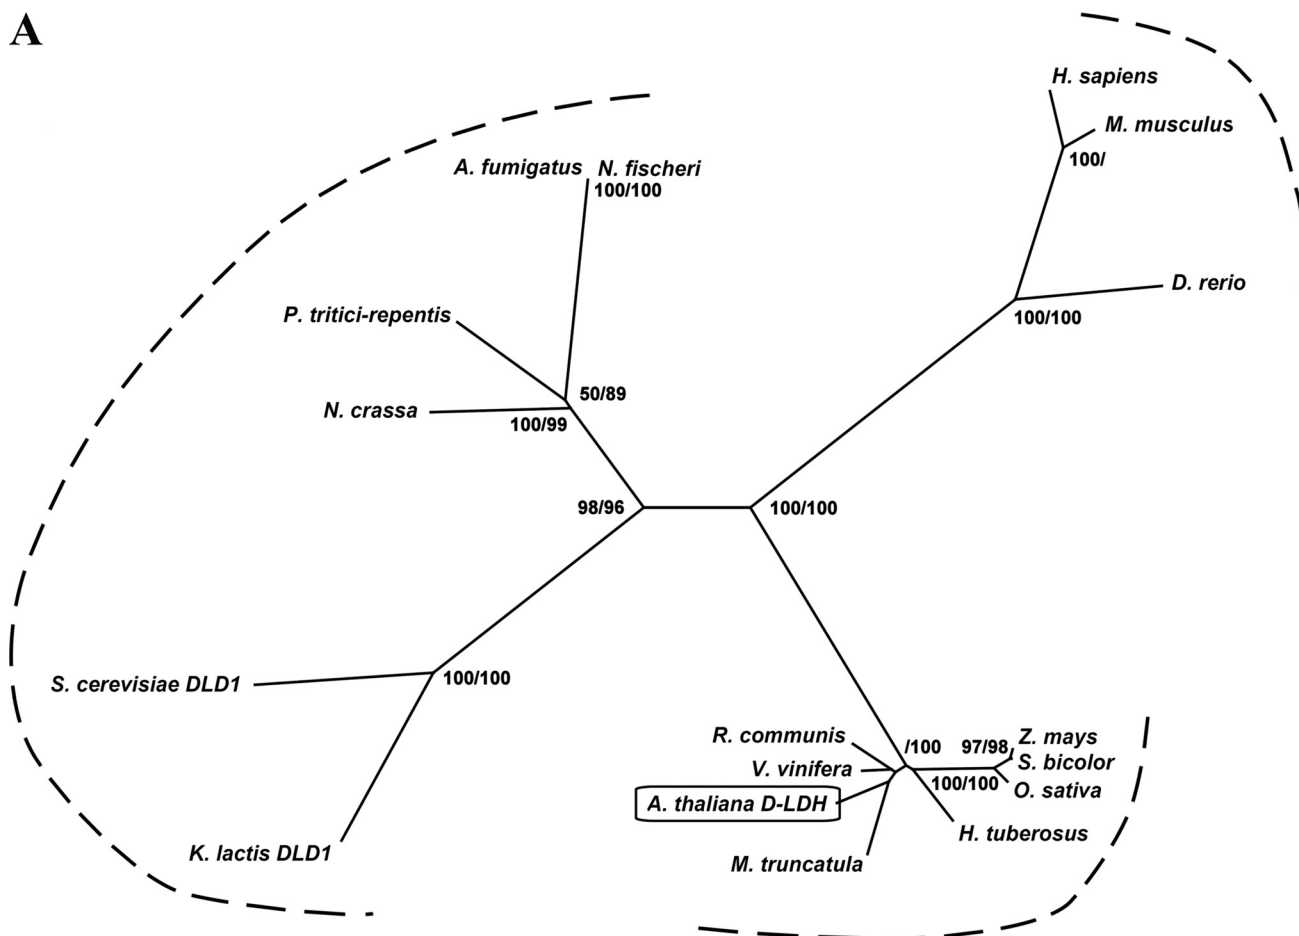 A
H. sapiens
M. musculus
100/
A. fumigatus
N. fischeri
100/100
D. rerio
100/100
P. tritici-repentis
50/89
N. crassa
100/99
98/96
100/100
S. cerevisiae DLD1
100/100
K. lactis DLD1
R. communis
/100
97/98
Z. mays
V. vinifera
S. bicolor
100/100
O. sativa
A. thaliana D-LDH
H. tuberosus
M. truncatula